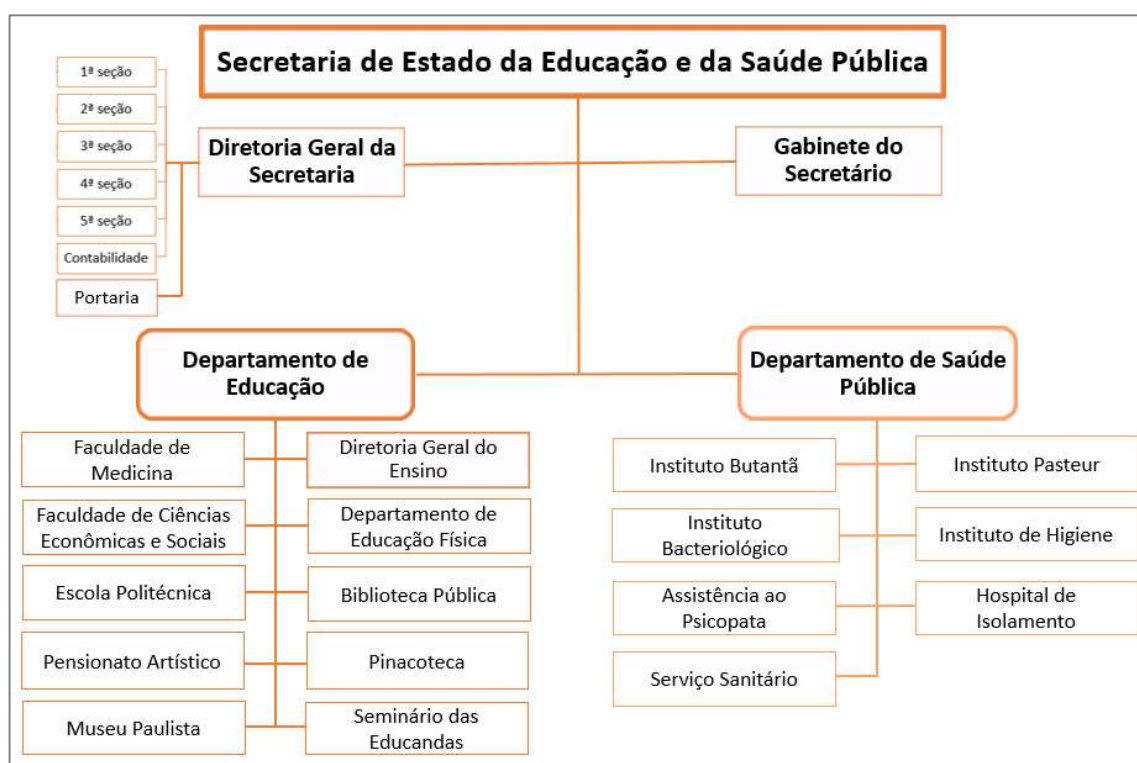 Secretaria de Estado da Educação e da Saúde Pública
1ª seção
2ª seção
3ª seção
4ª seção
5ª seção
Contabilidade
Portaria
Diretoria Geral da
Secretaria
Gabinete do
Secretário
Departamento de
Educação
Departamento de Saúde
Pública
Faculdade de
Medicina
Diretoria Geral do
Ensino
Faculdade de Ciências
Econômicas e Sociais
Departamento de
Educação Física
Escola Politécnica
Biblioteca Pública
Pensionato Artístico
Pinacoteca
Museu Paulista
Seminário das
Educandas
Instituto Butantã
Instituto Pasteur
Instituto
Bacteriológico
Instituto de Higiene
Assistência ao
Psicopata
Hospital de
Isolamento
Serviço Sanitário